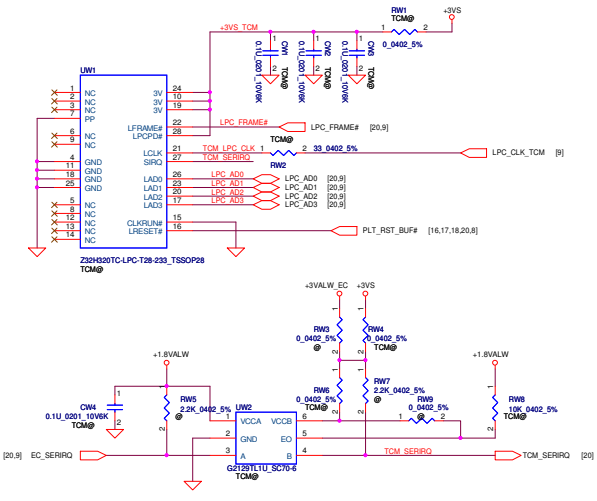 RW1
TCM@
+3VS
+3VS_TCM
1
2
0_0402_5%
CW1
0.1U_0201_10V6K
TCM@
CW2
0.1U_0201_10V6K
TCM@
CW3
0.1U_0201_10V6K
TCM@
UW1
1 NC 3V 24
2 NC 3V 10
3 NC 3V 19
7 PP
LFRAME# 22 LPC_FRAME# LPC_FRAME# [20,9]
6 NC LPCPD# 28
9 NC
TCM@
LCLK 21 TCM_LPC_CLK 1 2 33_0402_5% LPC_CLK_TCM [9]
4 GND SIRQ 27 TCM_SERIRQ
RW2
11 GND
18 GND LAD0 26 LPC_AD0 LPC_AD0 [20,9]
25 GND LAD1 23 LPC_AD1 LPC_AD1 [20,9]
LAD2 20 LPC_AD2 LPC_AD2 [20,9]
5 NC LAD3 17 LPC_AD3 LPC_AD3 [20,9]
8 NC
12 NC CLKRUN# 15
13 NC LRESET# 16 PLT_RST_BUF# [16,17,18,20,8]
14 NC
Z32H320TC-LPC-T28-233_TSSOP28
TCM@
+3VALW_EC +3VS
RW3
0_0402_5%
@
RW4
0_0402_5%
TCM@
+1.8VALW
+1.8VALW
RW6
0_0402_5%
TCM@
RW7
2.2K_0402_5%
@
RW9
0_0402_5%
@
RW8
10K_0402_5%
TCM@
CW4
0.1U_0201_10V6K
TCM@
RW5
2.2K_0402_5%
@
UW2
1 VCCA VCCB 6
2 GND EO 5
[20,9] EC_SERIRQ 3 A B 4 TCM_SERIRQ TCM_SERIRQ [20]
G2129TL1U_SC70-6
TCM@